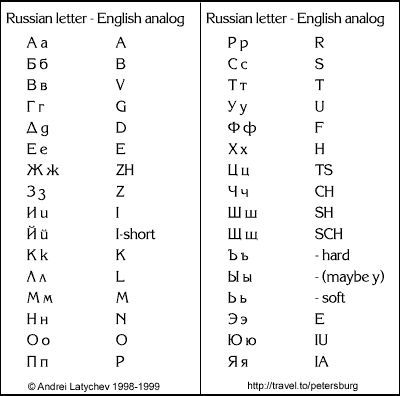 Russian letter - English analog
А а A
Б б B
В в V
Г г G
Д д D
Е е E
Ж ж ZH
З з Z
И и I
Й й I-short
К k K
Л л L
М м M
Н н N
О о O
П п P
© Andrei Latychev 1998-1999
Russian letter - English analog
Р р R
С с S
Т т T
У у U
Ф ф F
Х х H
Ц ц TS
Ч ч CH
Ш ш SH
Щ щ SCH
Ъ ъ - hard
Ы ы - (maybe y)
Ь ь - soft
Э э E
Ю ю IU
Я я IA
http://travel.to/petersburg